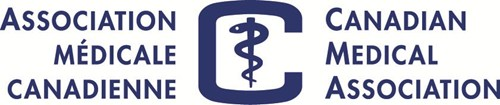 ASSOCIATION
MÉDICALE
CANADIENNE
CANADIAN
MEDICAL
ASSOCIATION